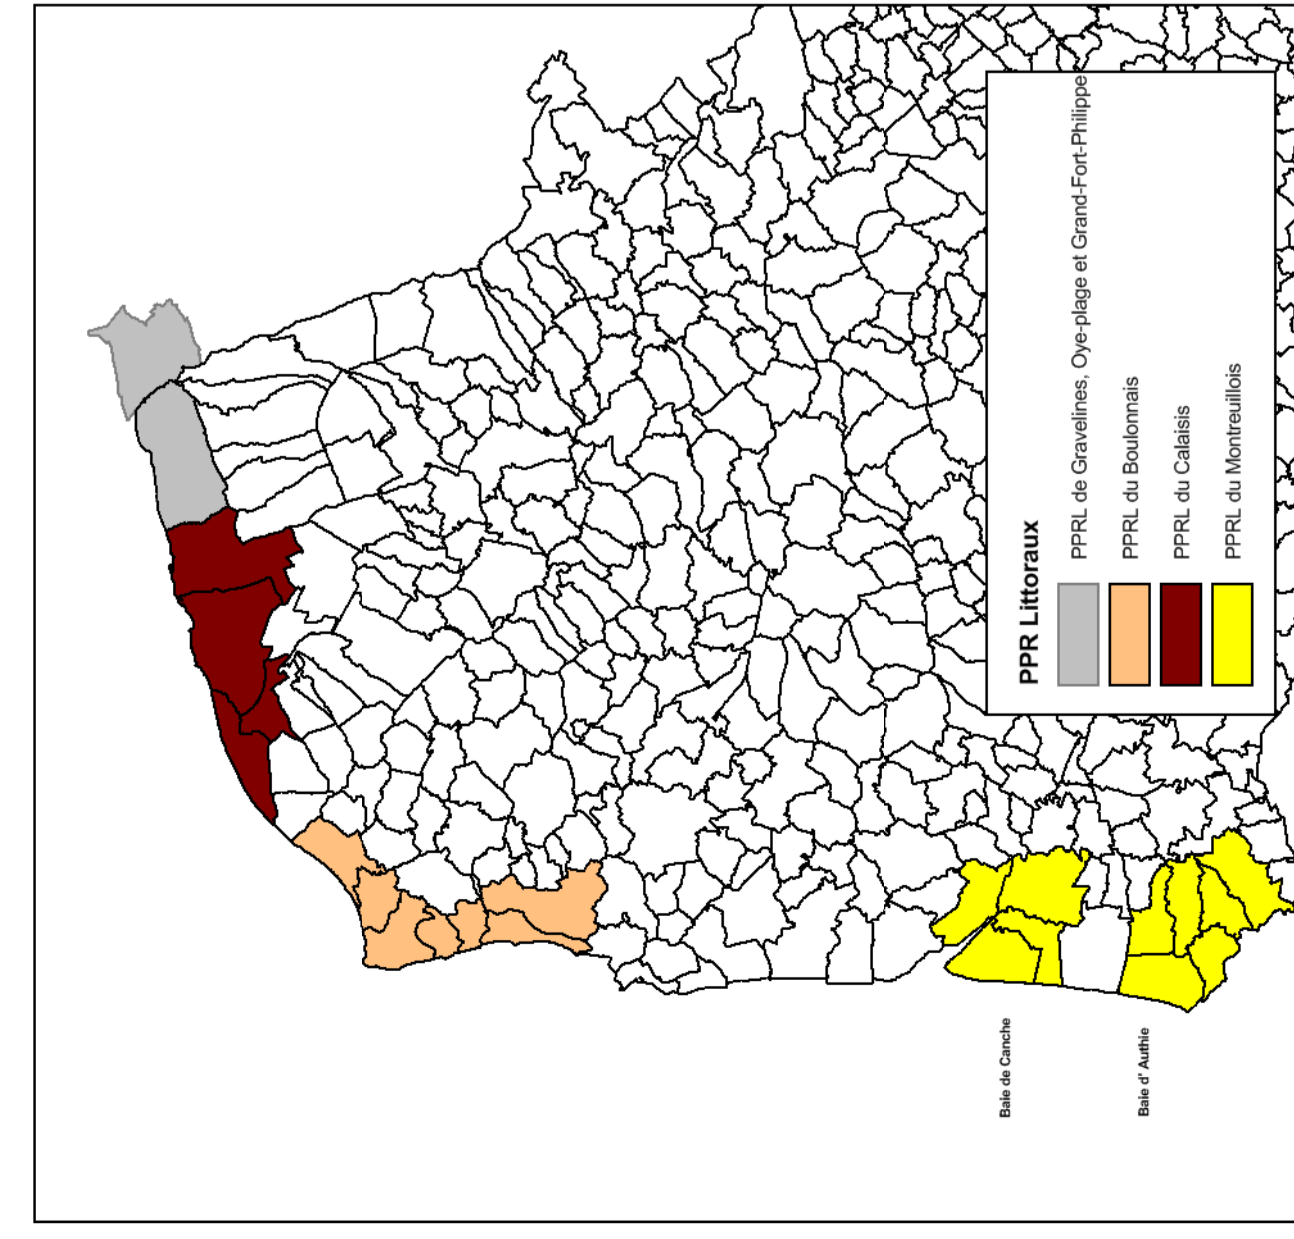 PPR Littoraux
PPRL de Gravelines, Oye-plage et Grand-Fort-Philippe
PPRL du Boulonnais
PPRL du Calaisis
PPRL du Montreuillois
Baie de Canche
Baie d' Authie